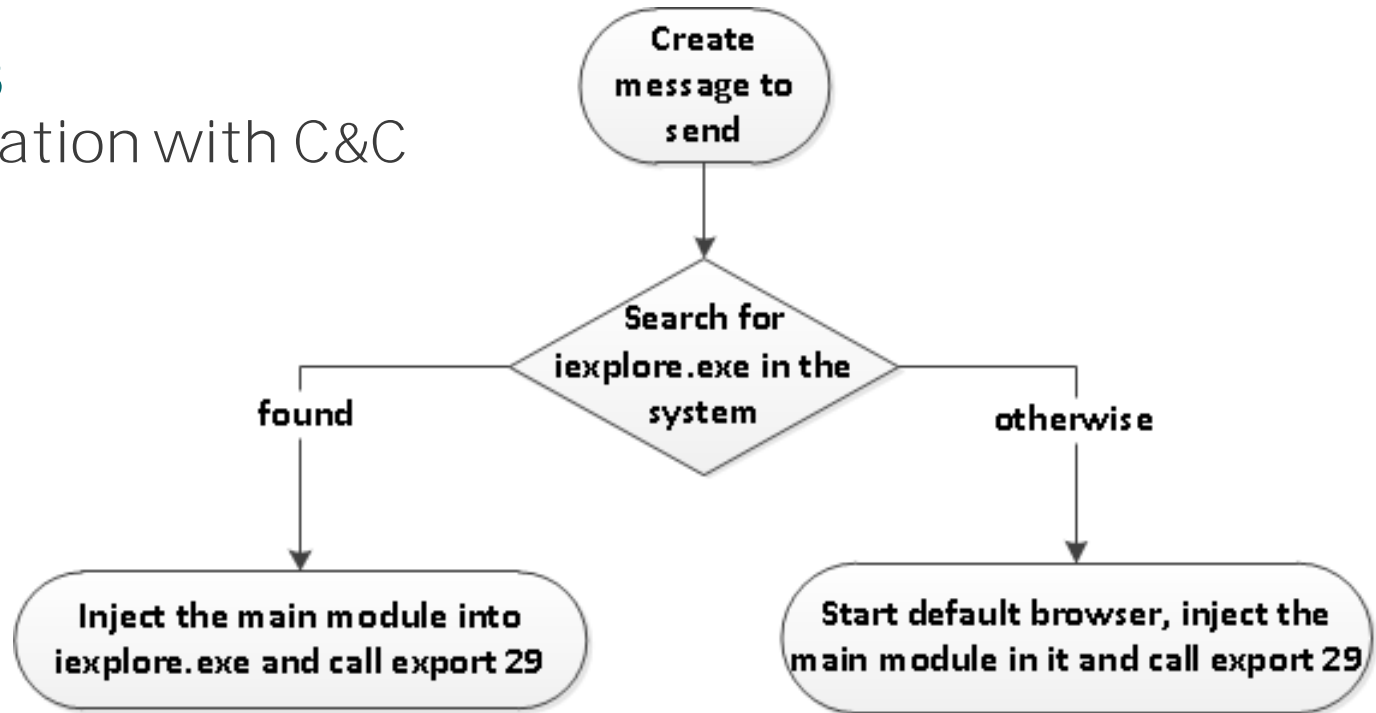 ation with C&C
Create
message to
send
Search for
iexplore.exe in the
system
found
otherwise
Inject the main module into
iexplore.exe and call export 29
Start default browser, inject the
main module in it and call export 29